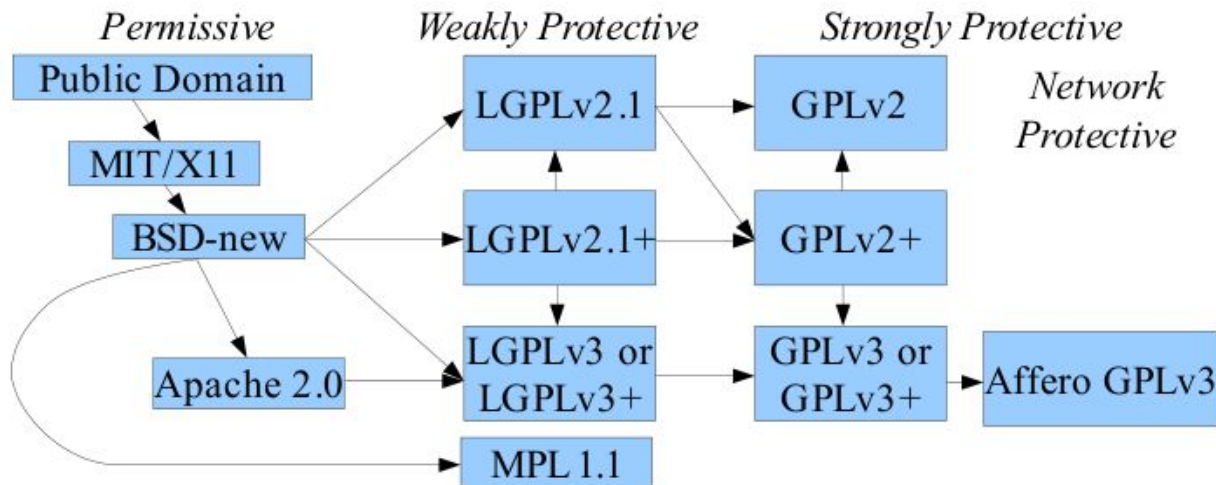 Permissive
Weakly Protective
Strongly Protective
Public Domain
LGPLv2.1
GPLv2
Network
Protective
MIT/X11
BSD-new
LGPLv2.1+
GPLv2+
Apache 2.0
LGPLv3 or
LGPLv3+
GPLv3 or
GPLv3+
Affero GPLv3
MPL 1.1